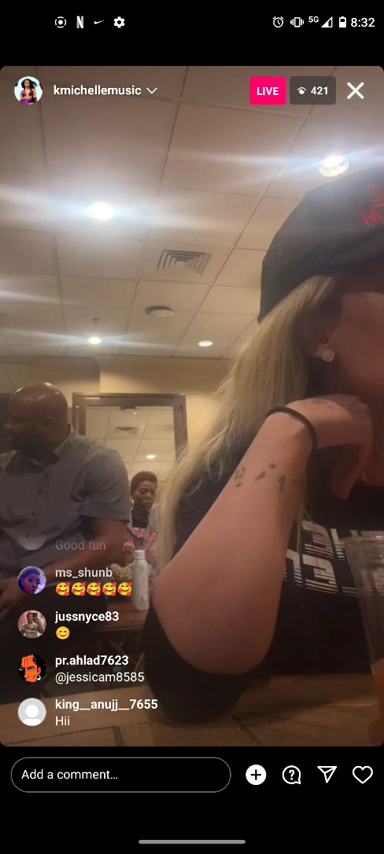 5G
8:32
kmichellemusic
LIVE
421
Good fun
ms_shunb
🥰🥰🥰🥰🥰
jussnyce83
😊
pr.ahlad7623
@jessicam8585
king__anujj__7655
Hii
Add a comment...